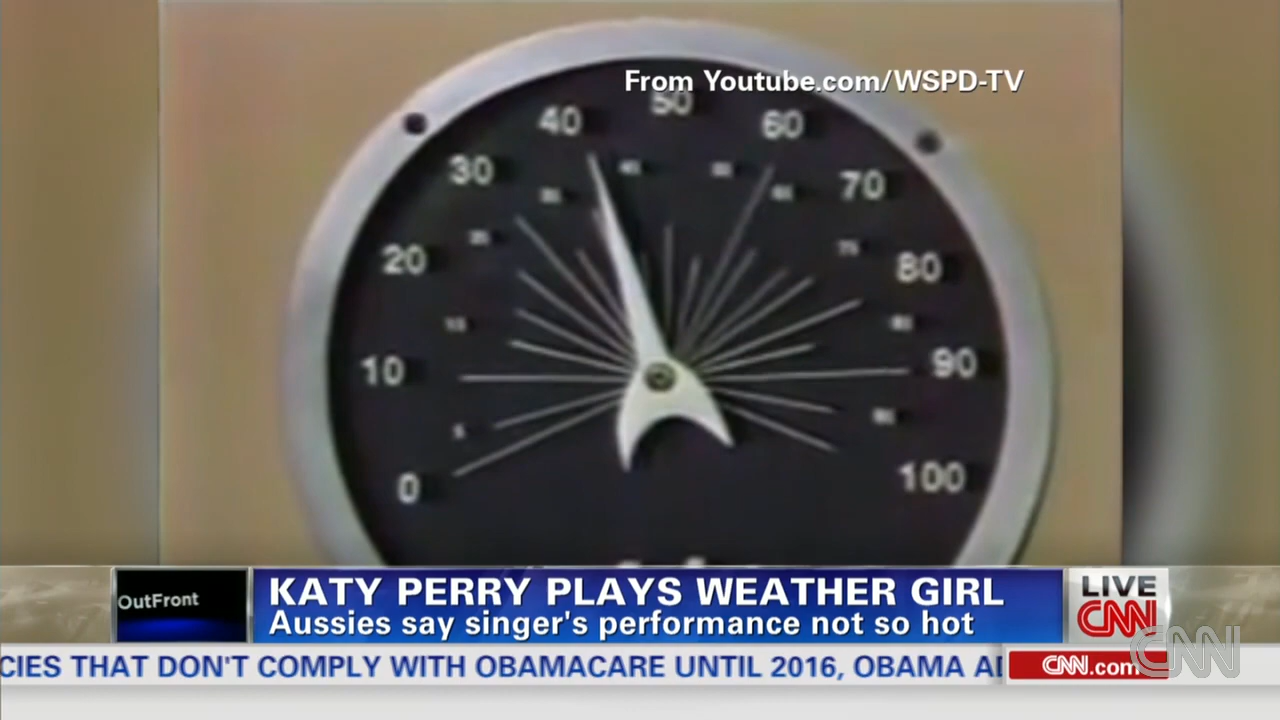 From Youtube.com/WSPD-TV
40
50
60
30
70
20
80
10
90
0
100
OutFront
KATY PERRY PLAYS WEATHER GIRL
Aussies say singer's performance not so hot
LIVE
CNN
CIES THAT DON'T COMPLY WITH OBAMACARE UNTIL 2016, OBAMA AD
CNN.com
CNN